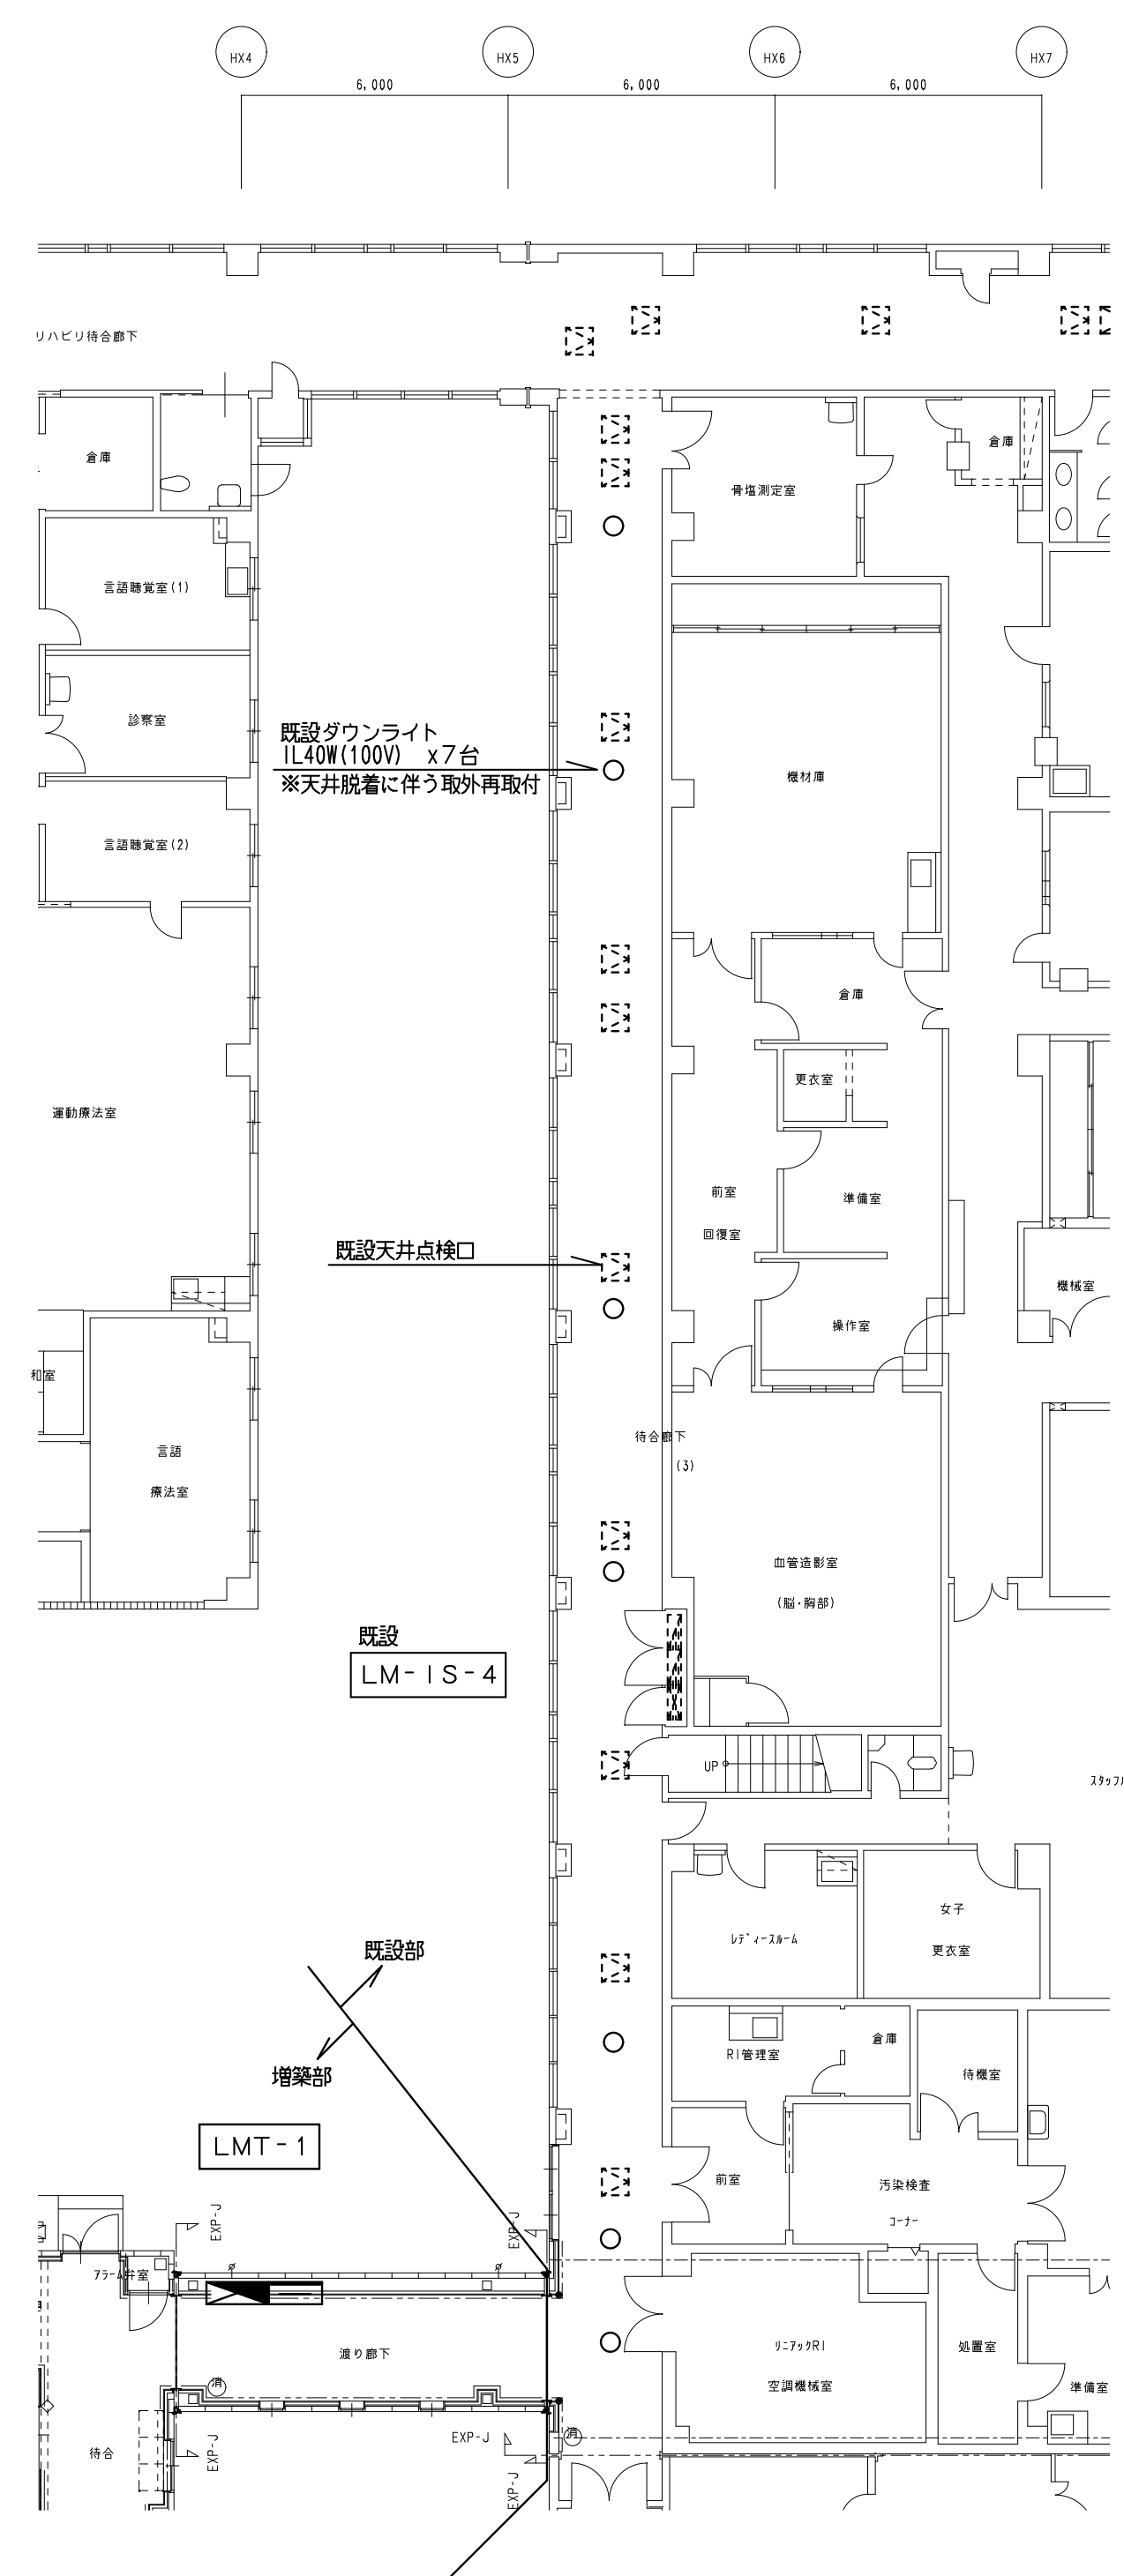 HX4
HX5
HX6
HX7
6,000
6,000
6,000
リハビリ待合廊下
倉庫
倉庫
骨塩測定室
言語聴覚室(1)
診察室
既設ダウンライト
IL40W(100V) x7台
※天井脱着に伴う取外再取付
機材庫
言語聴覚室(2)
倉庫
更衣室
運動療法室
前室
準備室
回復室
既設天井点検口
機械室
操作室
和室
待合廊下
(3)
言語
療法室
血管造影室
(脳・胸部)
既設
LM-IS-4
UP
スタッフル
女子
レディースルーム
更衣室
既設部
増築部
RI管理室
倉庫
待機室
LMT-1
前室
汚染検査
コーナー
EXP-J
EXP-J
アラーム弁室
渡り廊下
リニアックRI
処置室
空調機械室
準備室
消
消
待合
EXP-J
EXP-J
EXP-J